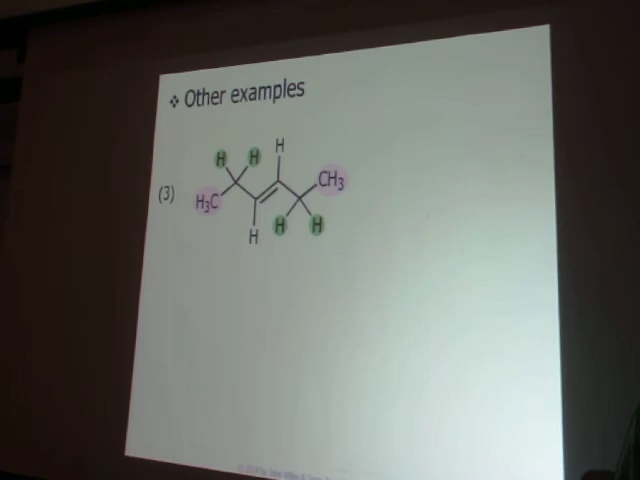 ❖ Other examples
H H H
(3) H₃C CH₃
H H H